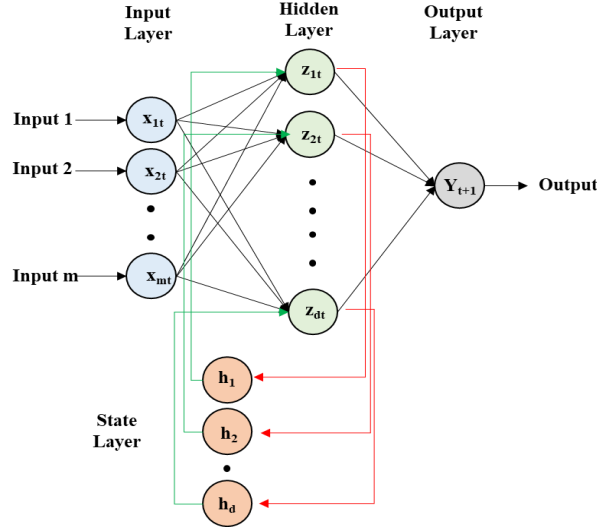 Input
Layer
Hidden
Layer
Output
Layer
z1t
Input 1
x1t
z2t
Input 2
x2t
Yt+1
Output
Input m
xmt
zdt
h1
State
Layer
h2
hd